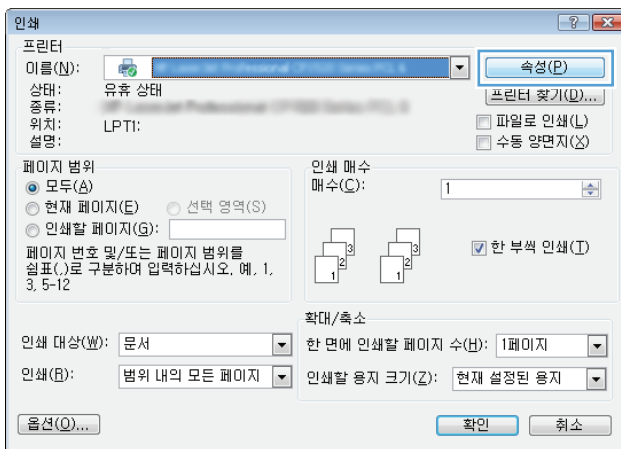 인쇄
프린터
이름(N):
속성(P)
상태: 유휴 상태
프린터 찾기(D)...
종류:
위치: LPT1:
파일로 인쇄(L)
설명:
수동 양면지(X)
페이지 범위
모두(A)
현재 페이지(E) 선택 영역(S)
인쇄할 페이지(G):
페이지 번호 및/또는 페이지 범위를
쉼표(,)로 구분하여 입력하십시오. 예, 1,
3, 5-12
인쇄 매수
매수(C): 1
3 3
2 2
1 1
한 부씩 인쇄(T)
인쇄 대상(W): 문서
인쇄(R): 범위 내의 모든 페이지
확대/축소
한 면에 인쇄할 페이지 수(H): 1페이지
인쇄할 용지 크기(Z): 현재 설정된 용지
옵션(O)...
확인 취소